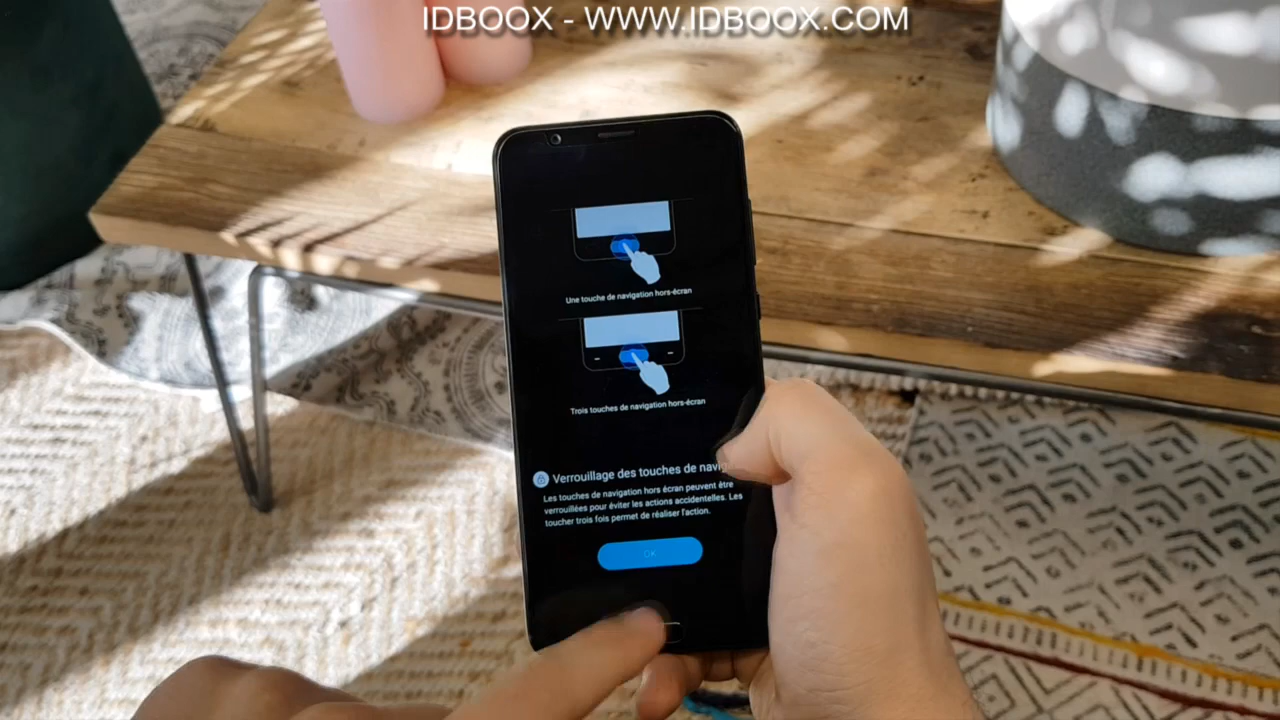 IDBOOX - WWW.IDBOOX.COM
Une touche de navigation hors-écran
Trois touches de navigation hors-écran
Verrouillage des touches de
Les touches de navigation hors écran peuvent être
verrouillées pour éviter les actions accidentelles. Les
toucher trois fois permet de réaliser l'action.
OK